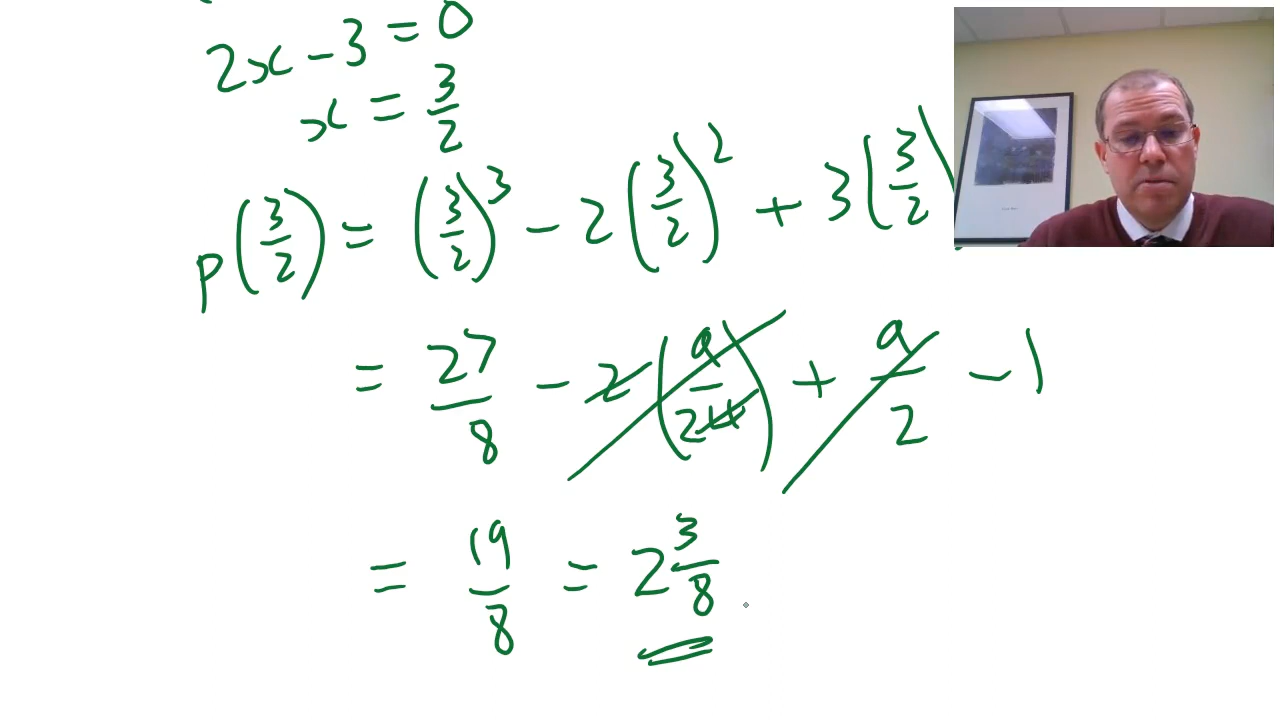 2x - 3 = 0
x = 3/2
p(3/2) = (3/2)^3 - 2(3/2)^2 + 3(3/2)
= 27/8 - 2(9/24) + 9/2 - 1
= 19/8 = 2 3/8